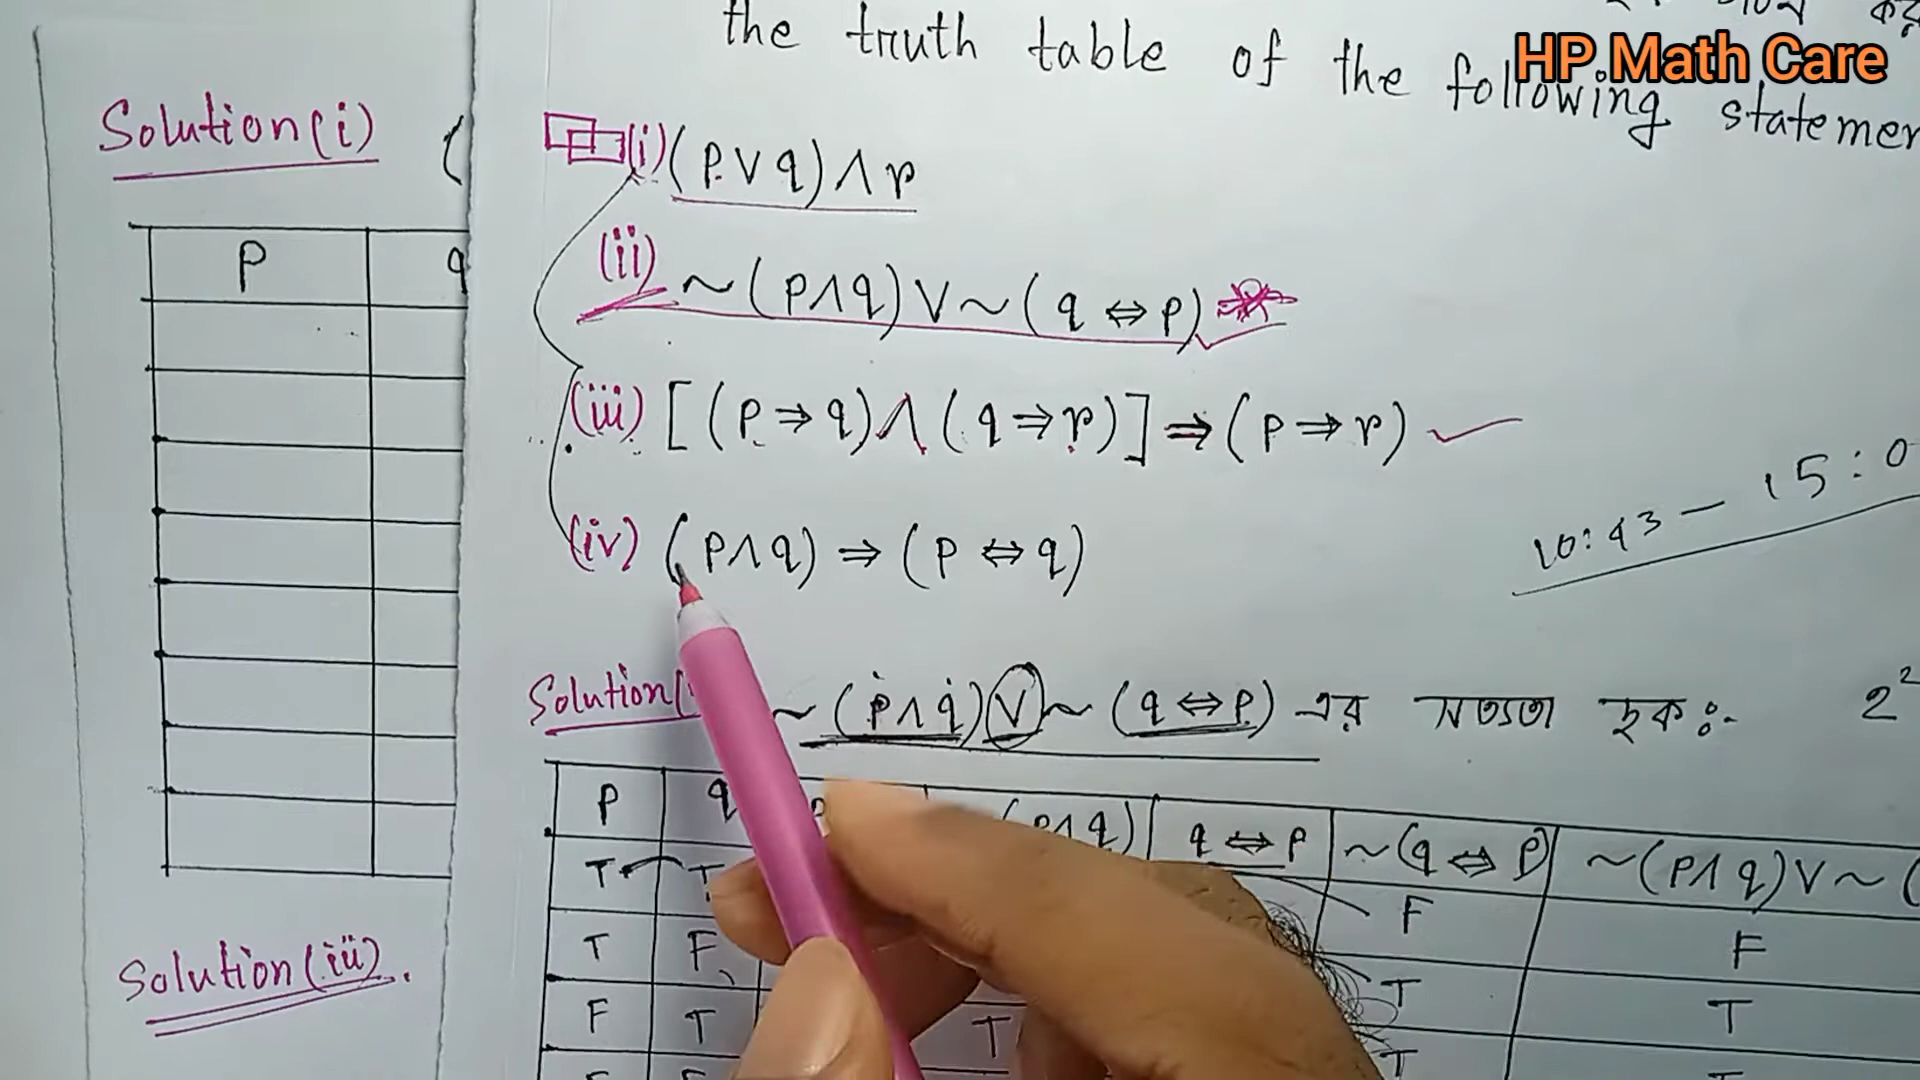 the truth table of the following statemen
HP Math Care
Solution(i) (
(i) (p∨q)∧r
(ii) ~(p∧q)∨~(q⇔p)
(iii) [(p⇒q)∧(q⇒r)]⇒(p⇒r)
(iv) (p∧q)⇒(p⇔q)
10:43 - 15:0
P q
Solution( ~(p∧q)∨~(q⇔p) এর সত্যতা ছক:- 2²
P q (p∧q) q⇔p ~(q⇔p) ~(p∧q)∨~(
T T F F
T F T T
F T T T
Solution(iii).